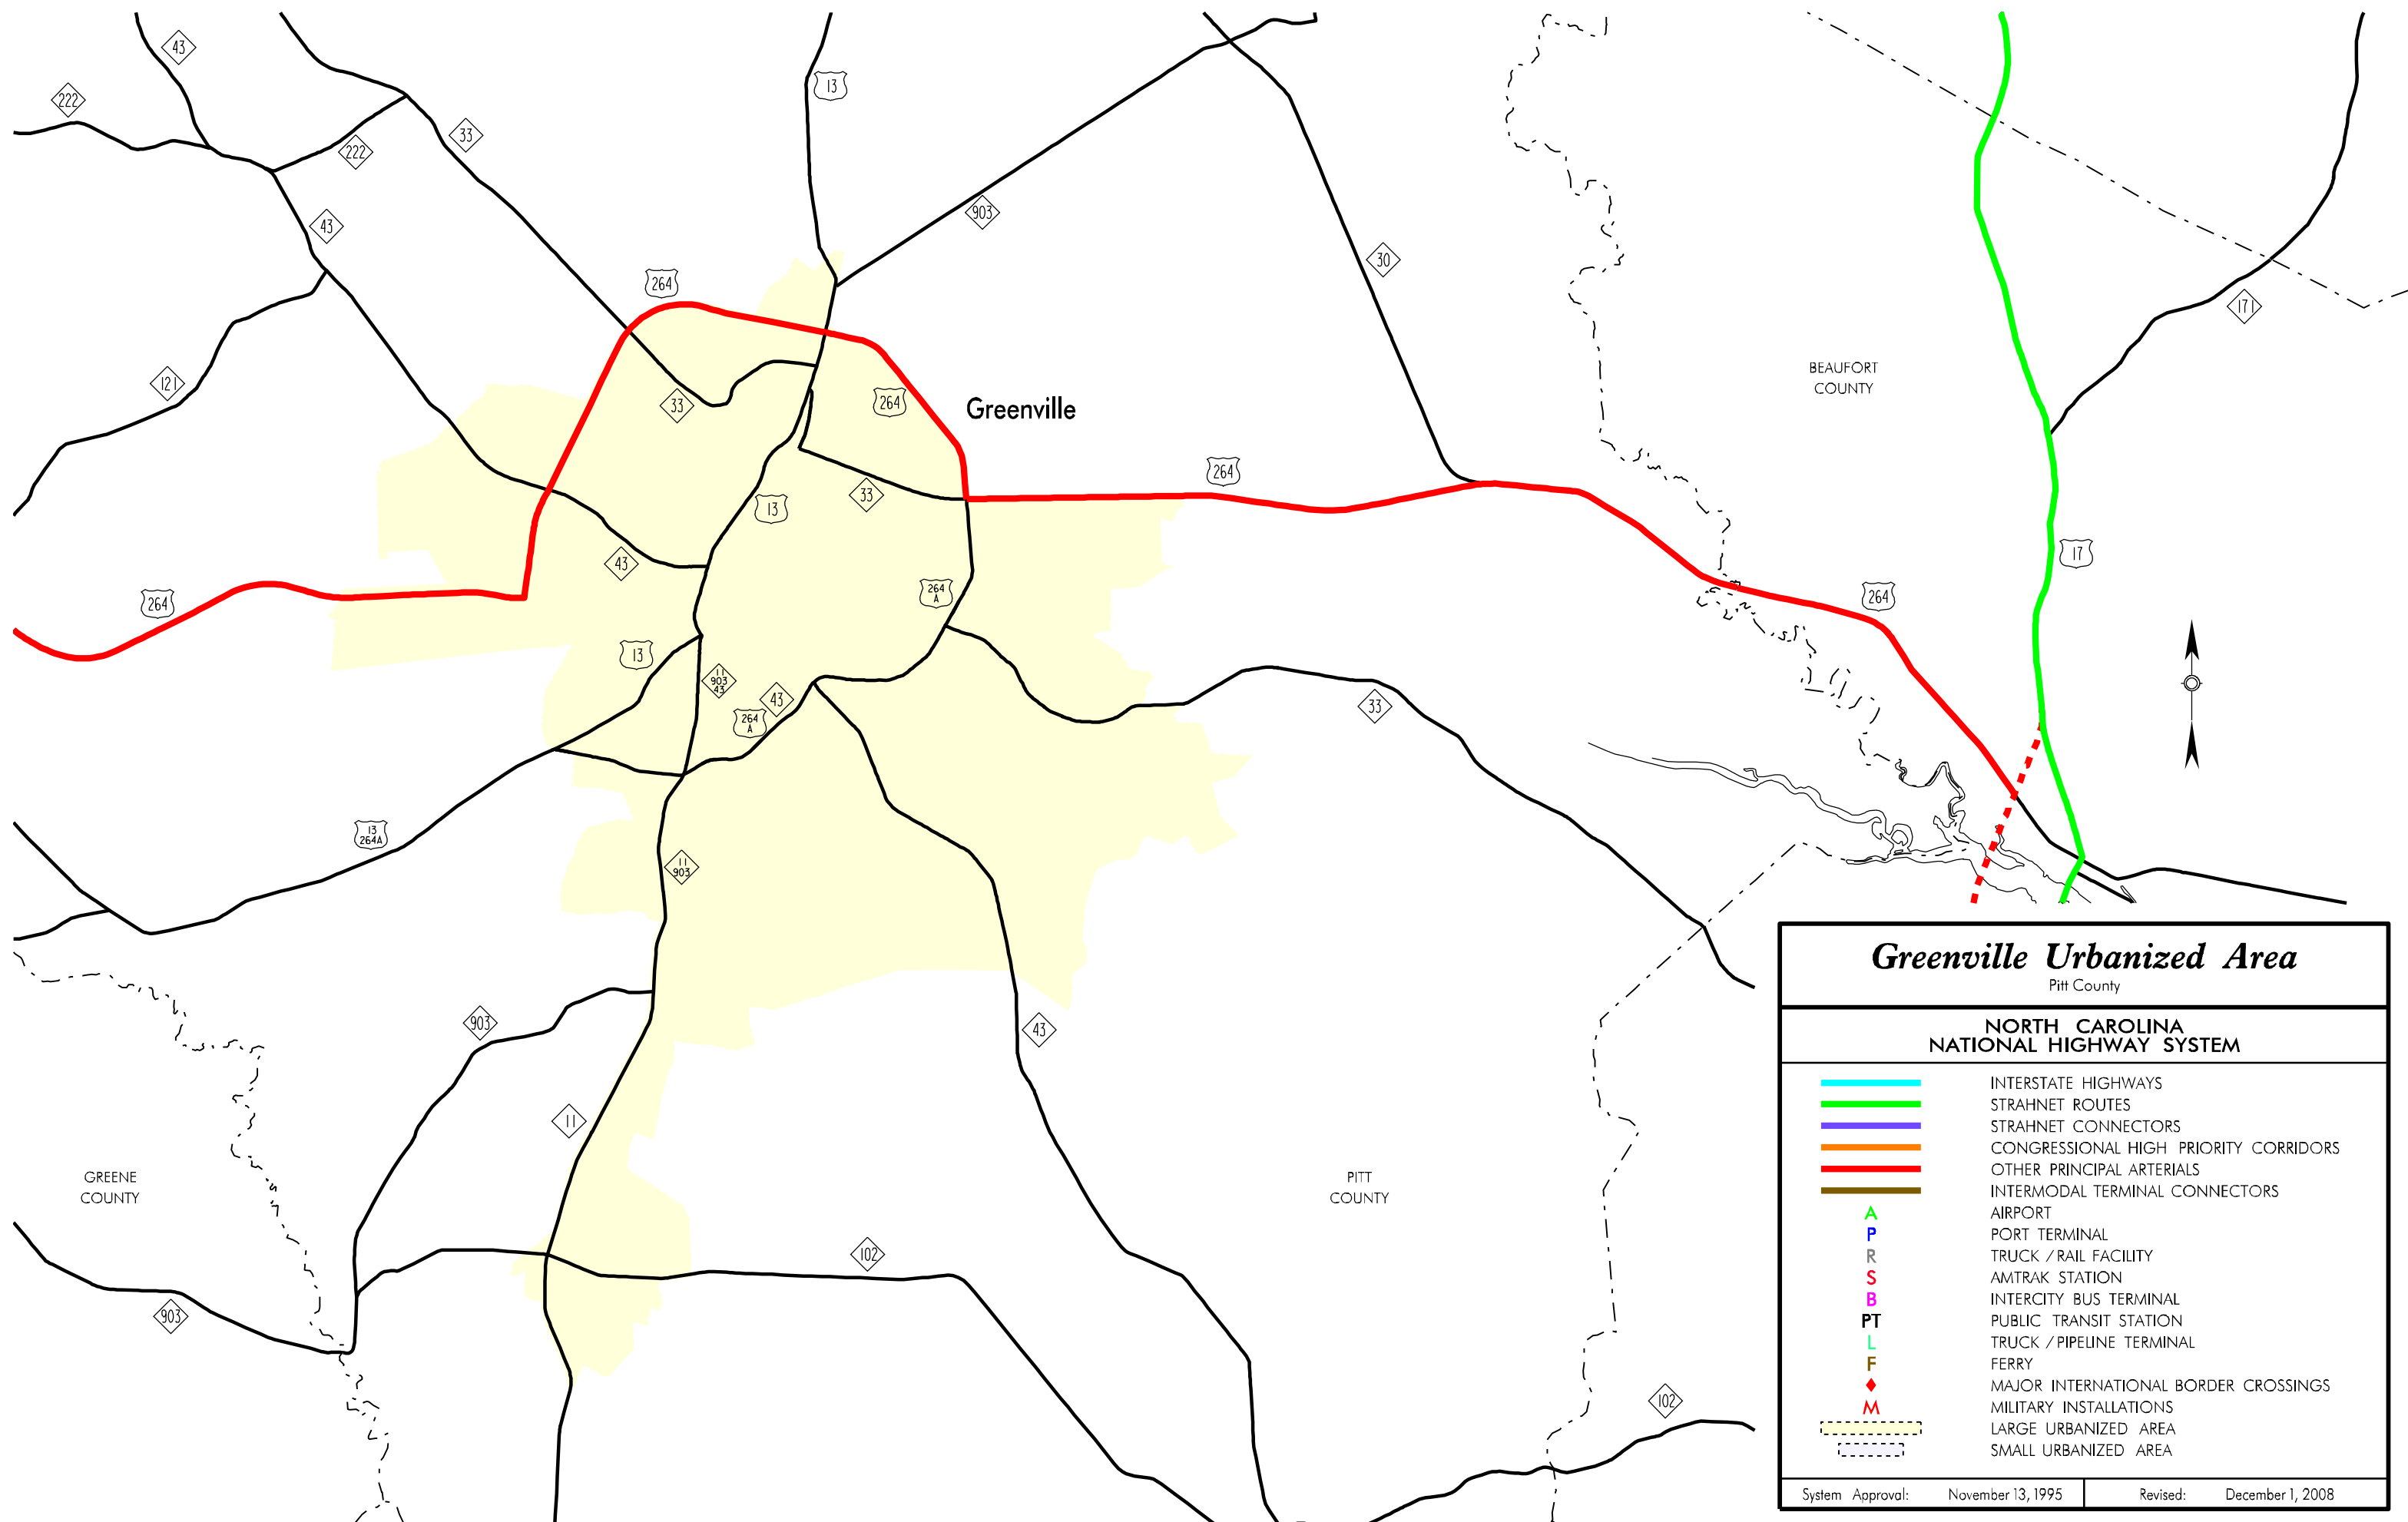 43
13
222
33
222
903
43
30
264
171
BEAUFORT
COUNTY
121
33
264
Greenville
264
33
13
17
43
264
A
264
264
13
11
903
43
43
33
264
A
13
264A
11
903
Greenville Urbanized Area
Pitt County
903
43
NORTH CAROLINA
NATIONAL HIGHWAY SYSTEM
INTERSTATE HIGHWAYS
STRAHNET ROUTES
11
STRAHNET CONNECTORS
CONGRESSIONAL HIGH PRIORITY CORRIDORS
OTHER PRINCIPAL ARTERIALS
GREENE
COUNTY
PITT
COUNTY
INTERMODAL TERMINAL CONNECTORS
A AIRPORT
P PORT TERMINAL
102
R TRUCK / RAIL FACILITY
S AMTRAK STATION
B INTERCITY BUS TERMINAL
903
PT PUBLIC TRANSIT STATION
L TRUCK / PIPELINE TERMINAL
F FERRY
MAJOR INTERNATIONAL BORDER CROSSINGS
102
M MILITARY INSTALLATIONS
LARGE URBANIZED AREA
SMALL URBANIZED AREA
System Approval: November 13, 1995 Revised: December 1, 2008